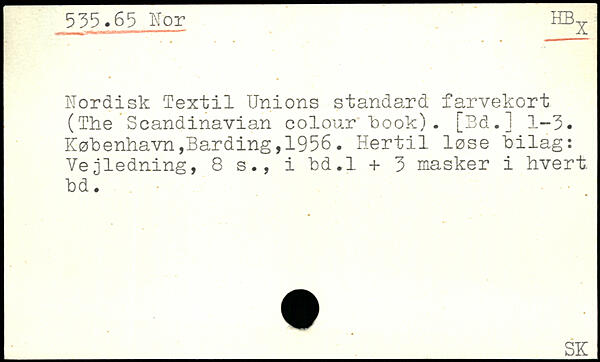 535.65 Nor
HB
X
Nordisk Textil Unions standard farvekort
(The Scandinavian colour book). [Bd.] 1-3.
København,Barding,1956. Hertil løse bilag:
Vejledning, 8 s., i bd.1 + 3 masker i hvert
bd.
SK